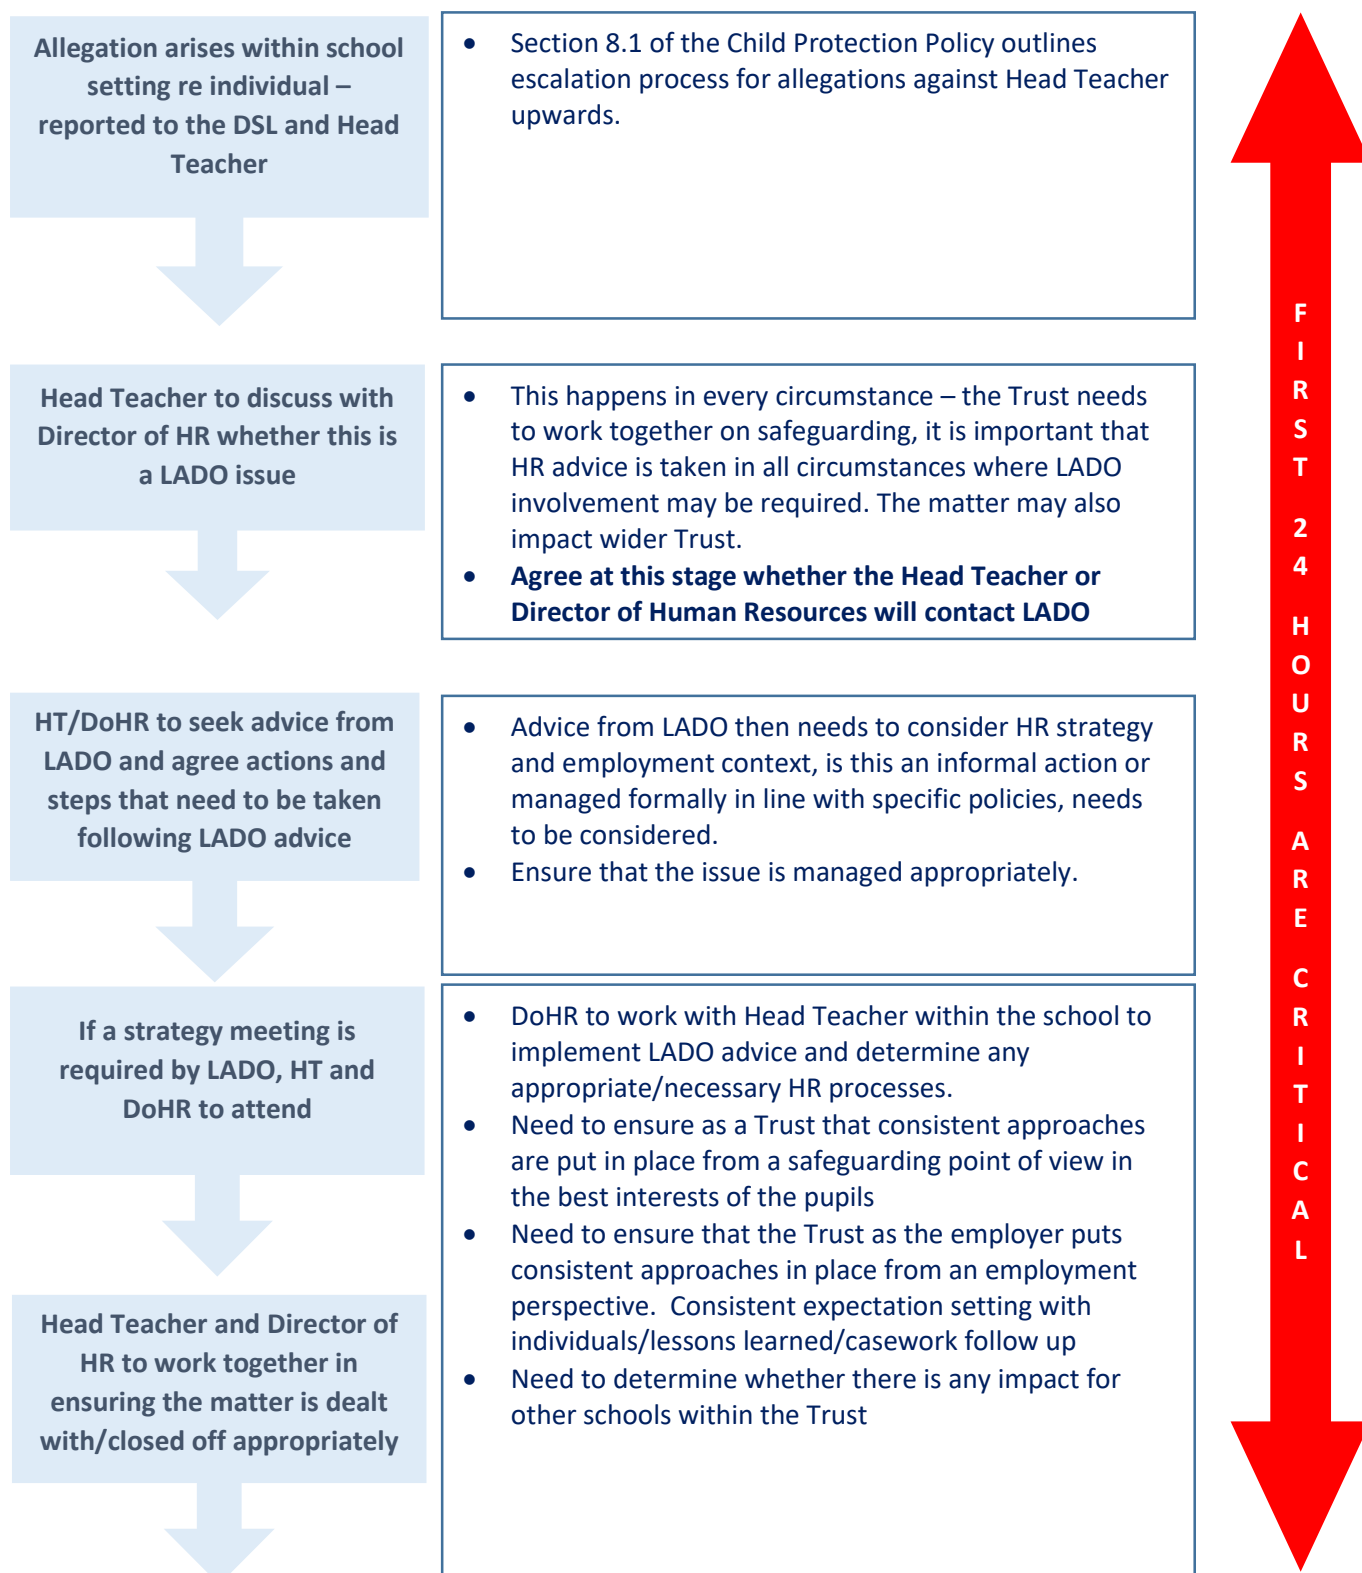 Allegation arises within school
setting re individual –
reported to the DSL and Head
Teacher
• Section 8.1 of the Child Protection Policy outlines
escalation process for allegations against Head Teacher
upwards.
Head Teacher to discuss with
Director of HR whether this is
a LADO issue
• This happens in every circumstance – the Trust needs
to work together on safeguarding, it is important that
HR advice is taken in all circumstances where LADO
involvement may be required. The matter may also
impact wider Trust.
• Agree at this stage whether the Head Teacher or
Director of Human Resources will contact LADO
HT/DoHR to seek advice from
LADO and agree actions and
steps that need to be taken
following LADO advice
• Advice from LADO then needs to consider HR strategy
and employment context, is this an informal action or
managed formally in line with specific policies, needs
to be considered.
• Ensure that the issue is managed appropriately.
If a strategy meeting is
required by LADO, HT and
DoHR to attend
• DoHR to work with Head Teacher within the school to
implement LADO advice and determine any
appropriate/necessary HR processes.
• Need to ensure as a Trust that consistent approaches
are put in place from a safeguarding point of view in
the best interests of the pupils
• Need to ensure that the Trust as the employer puts
consistent approaches in place from an employment
perspective.  Consistent expectation setting with
individuals/lessons learned/casework follow up
• Need to determine whether there is any impact for
other schools within the Trust
Head Teacher and Director of
HR to work together in
ensuring the matter is dealt
with/closed off appropriately
F
I
R
S
T
2
4
H
O
U
R
S
A
R
E
C
R
I
T
I
C
A
L